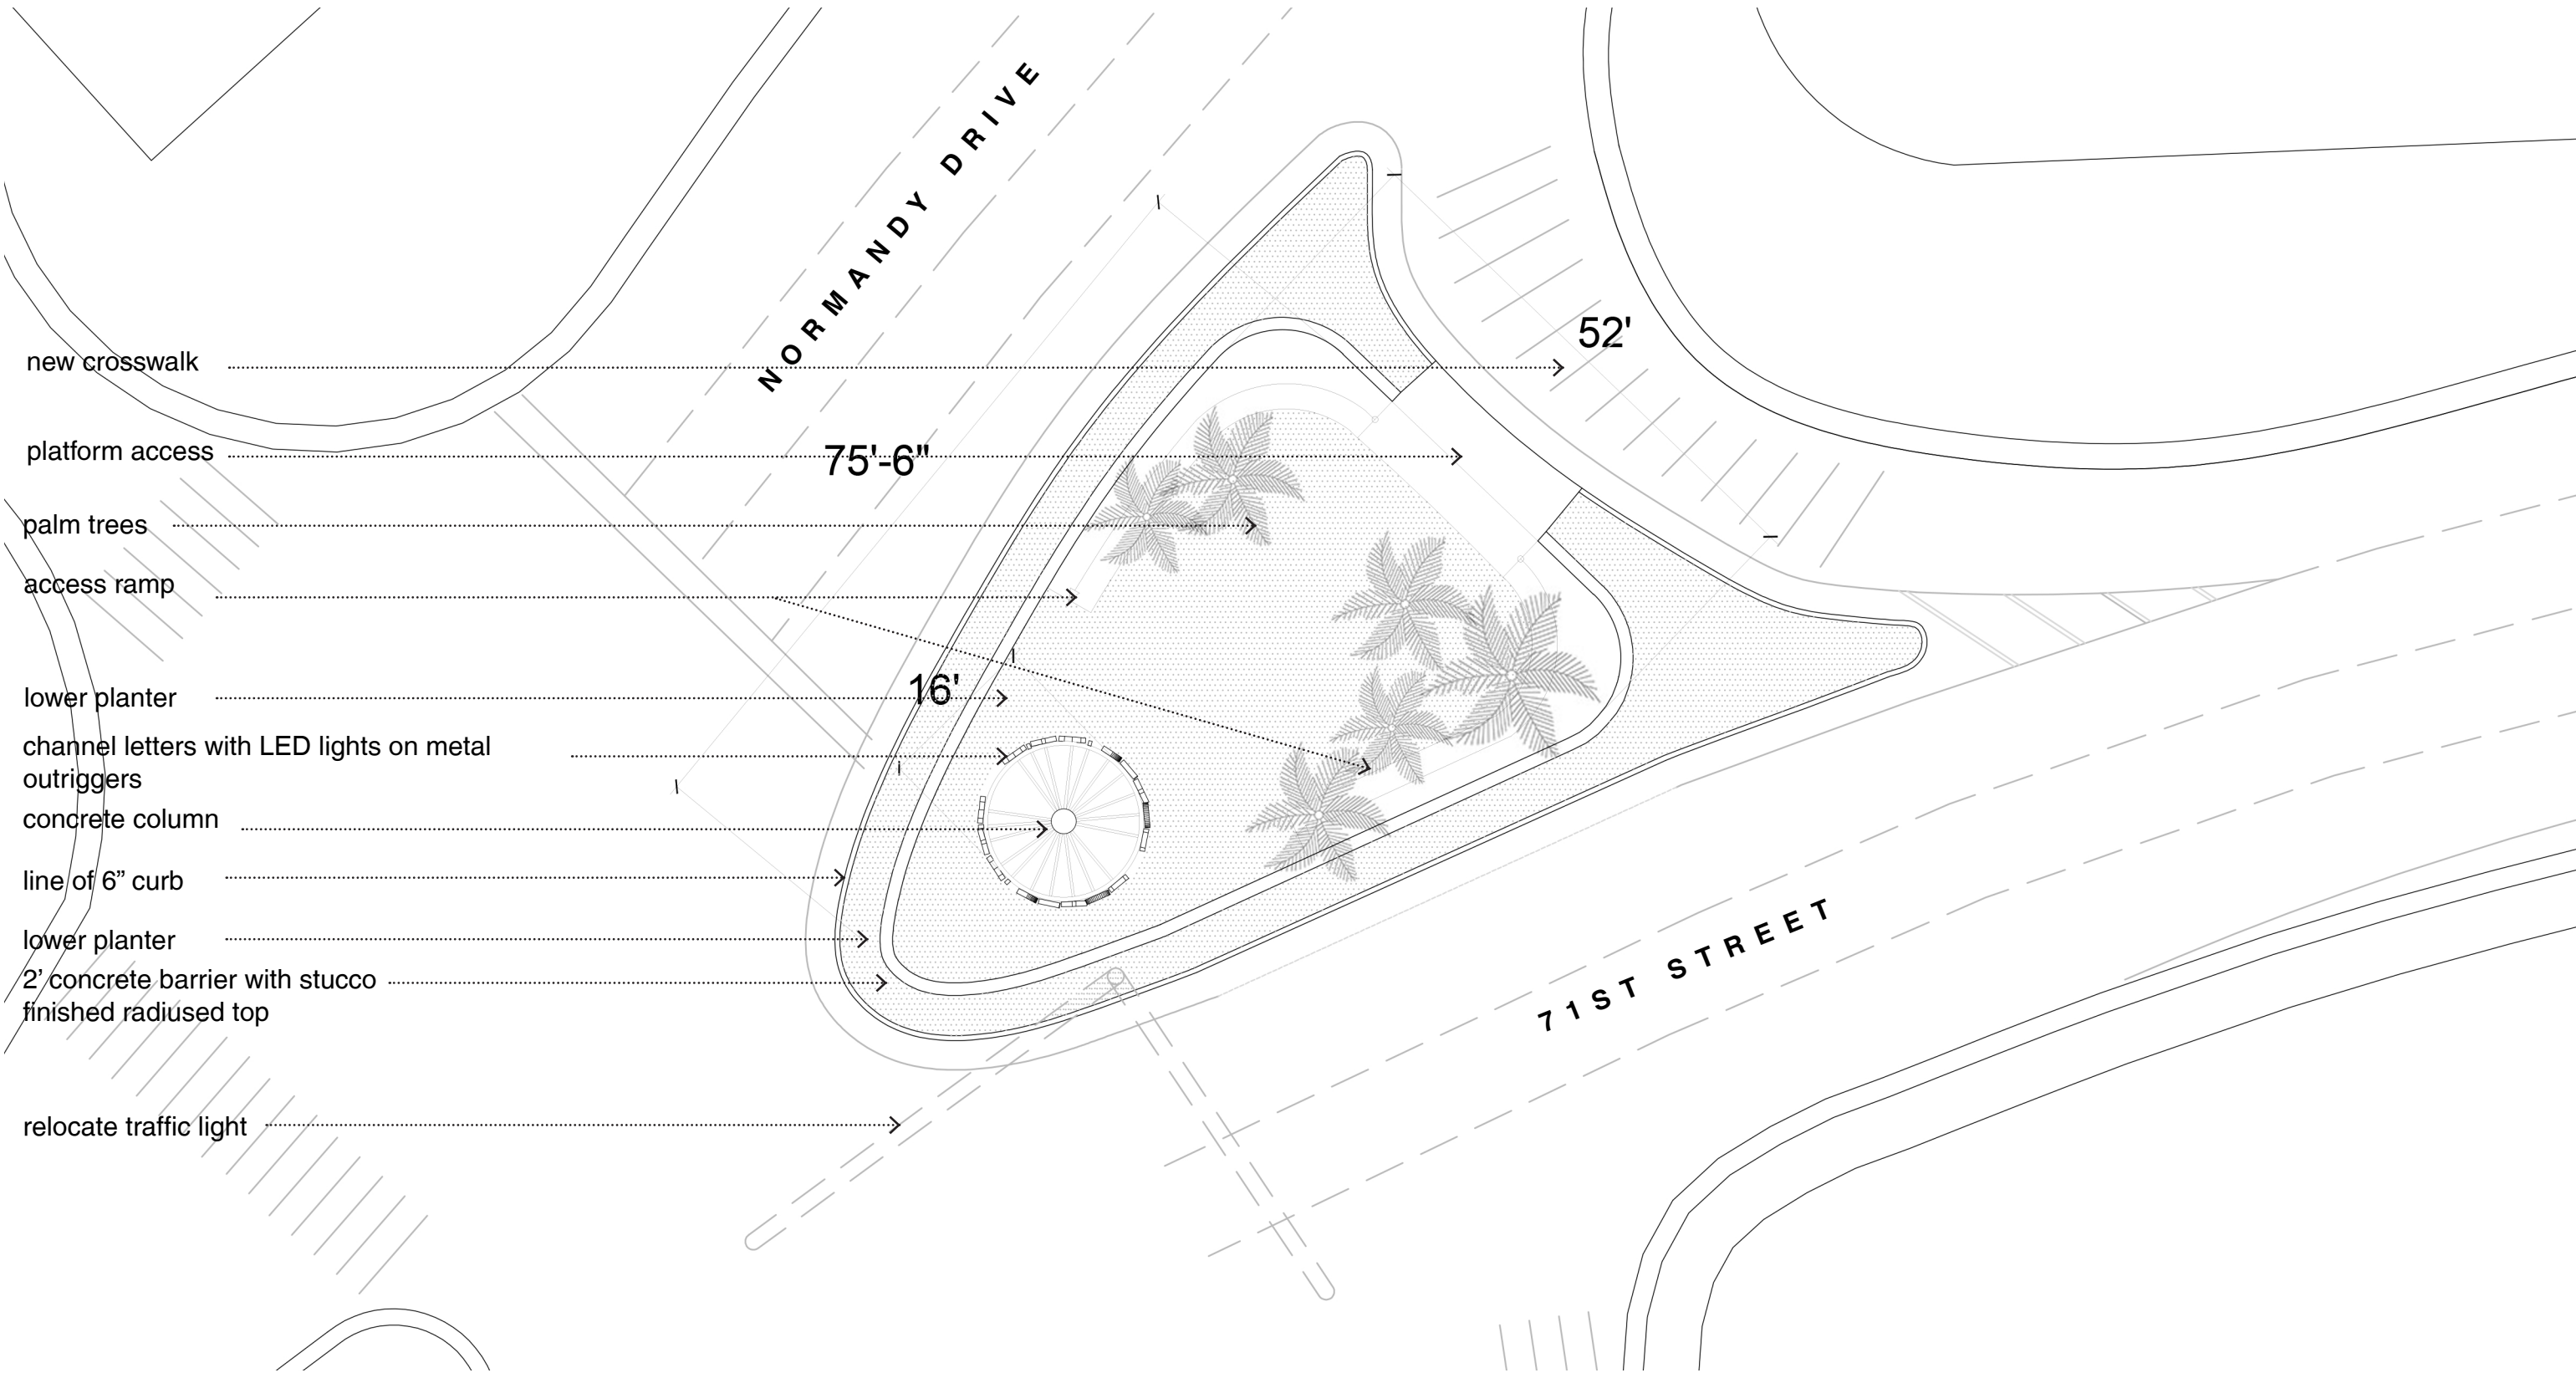 NORMANDY DRIVE
52'
new crosswalk
platform access
75'-6"
palm trees
access ramp
lower planter
16'
channel letters with LED lights on metal
outriggers
concrete column
line of 6” curb
lower planter
2’ concrete barrier with stucco
finished radiused top
71ST STREET
relocate traffic light